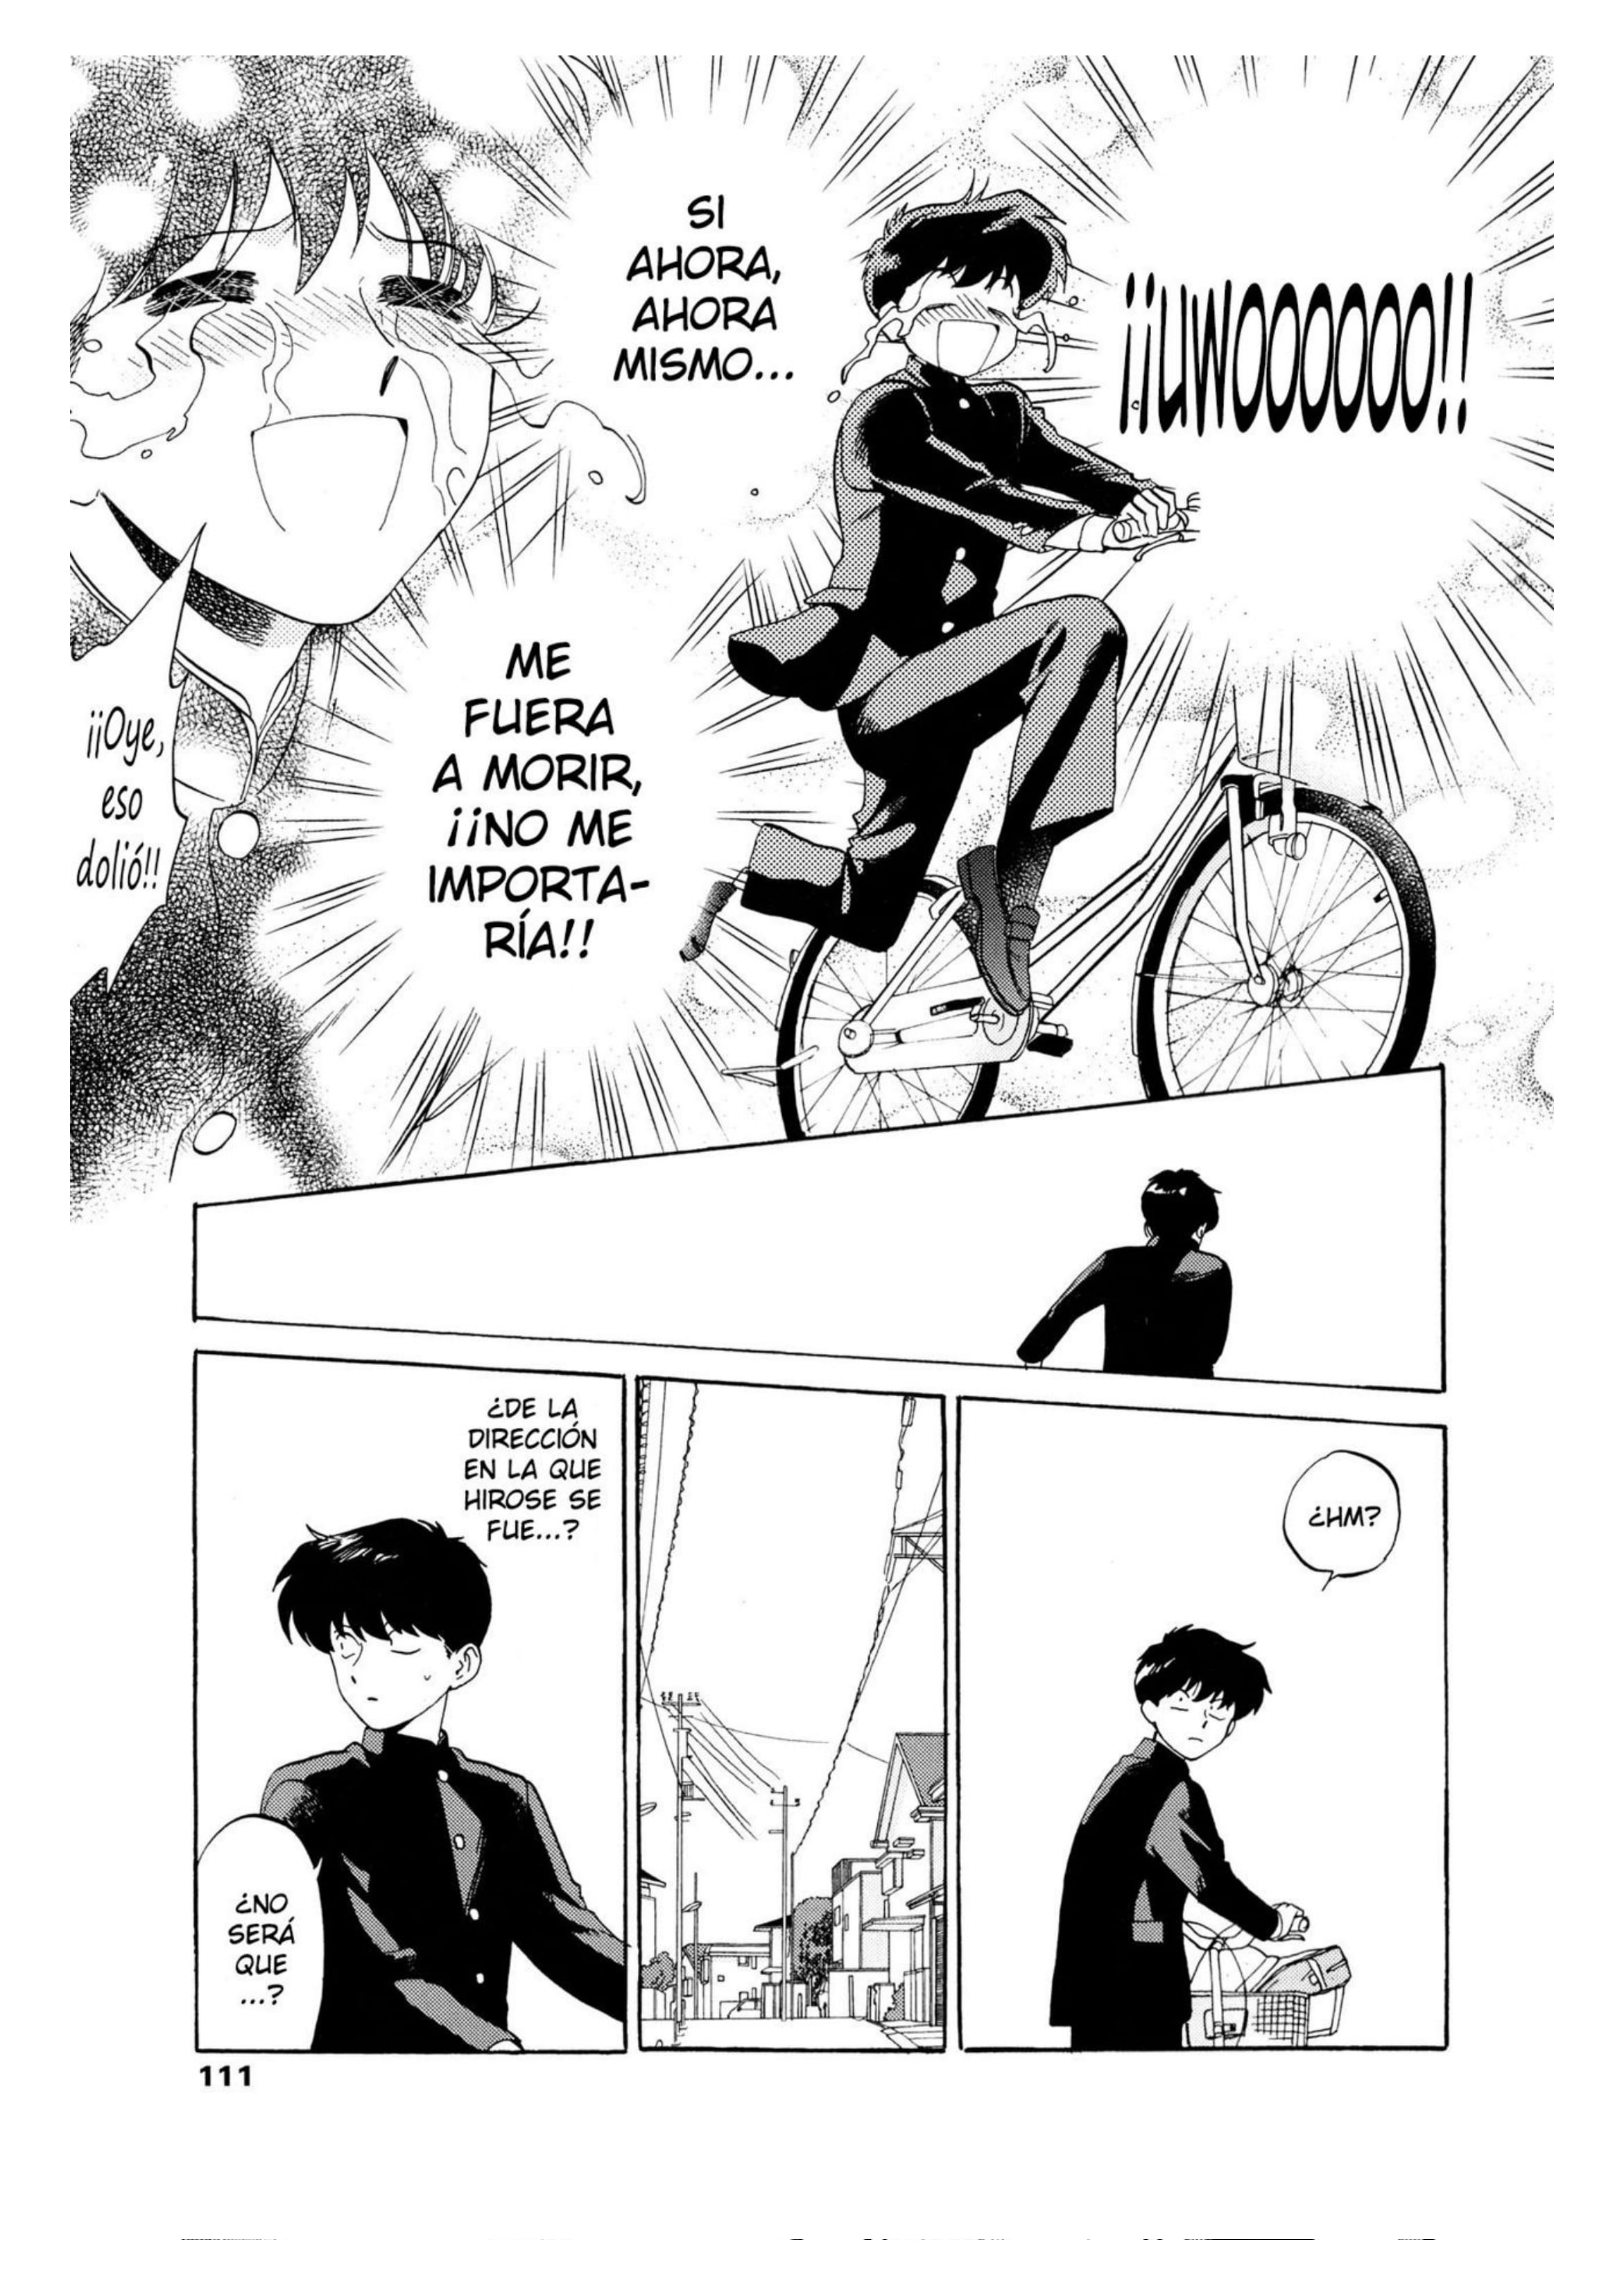 ¡¡UWOOOOOO!!
SI
AHORA,
AHORA
MISMO...
ME
FUERA
A MORIR,
¡¡NO ME
IMPORTA-
RÍA!!
¡¡Oye,
eso
dolió!!
¿HM?
¿DE LA
DIRECCIÓN
EN LA QUE
HIROSE SE
FUE...?
¿NO
SERÁ
QUE
...?
111